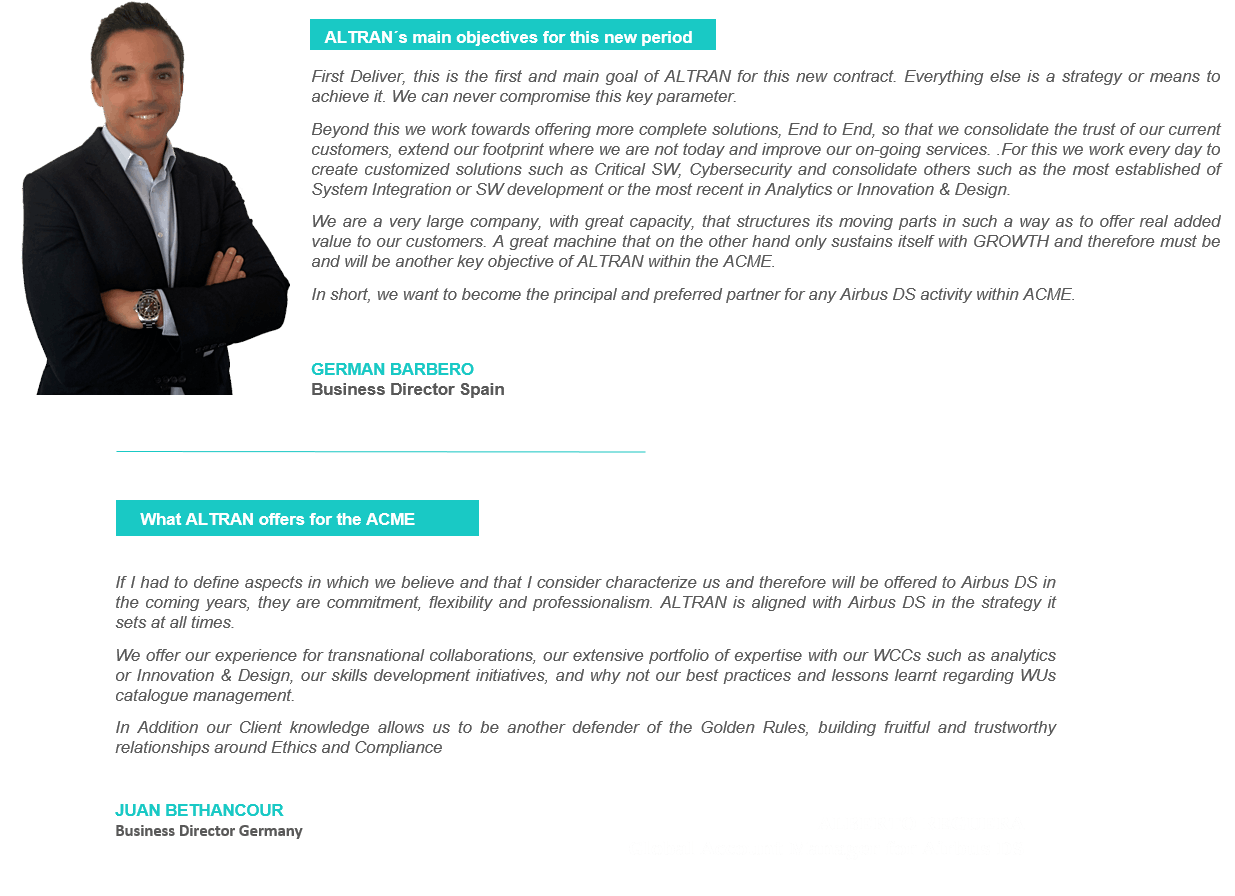 ALTRAN´s main objectives for this new period
First Deliver, this is the first and main goal of ALTRAN for this new contract. Everything else is a strategy or means to
achieve it. We can never compromise this key parameter.
Beyond this we work towards offering more complete solutions, End to End, so that we consolidate the trust of our current
customers, extend our footprint where we are not today and improve our on-going services. .For this we work every day to
create customized solutions such as Critical SW, Cybersecurity and consolidate others such as the most established of
System Integration or SW development or the most recent in Analytics or Innovation & Design.
We are a very large company, with great capacity, that structures its moving parts in such a way as to offer real added
value to our customers. A great machine that on the other hand only sustains itself with GROWTH and therefore must be
and will be another key objective of ALTRAN within the ACME.
In short, we want to become the principal and preferred partner for any Airbus DS activity within ACME.
GERMAN BARBERO
Business Director Spain
What ALTRAN offers for the ACME
If I had to define aspects in which we believe and that I consider characterize us and therefore will be offered to Airbus DS in
the coming years, they are commitment, flexibility and professionalism. ALTRAN is aligned with Airbus DS in the strategy it
sets at all times.
We offer our experience for transnational collaborations, our extensive portfolio of expertise with our WCCs such as analytics
or Innovation & Design, our skills development initiatives, and why not our best practices and lessons learnt regarding WUs
catalogue management.
In Addition our Client knowledge allows us to be another defender of the Golden Rules, building fruitful and trustworthy
relationships around Ethics and Compliance
JUAN BETHANCOUR
Business Director Germany